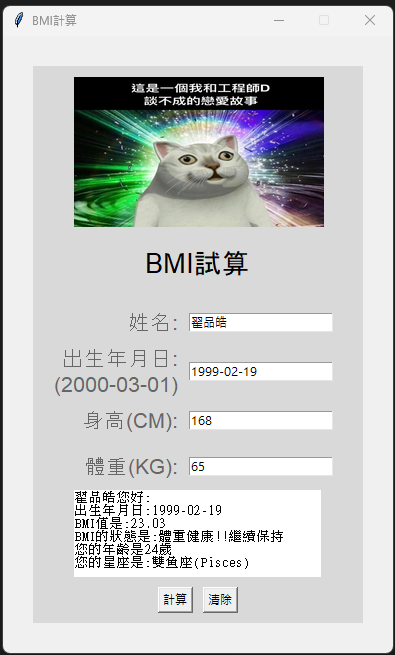 BMI計算
這是一個我和工程師D
談不成的戀愛故事
BMI試算
姓名:
翟品皓
出生年月日:
(2000-03-01)
1999-02-19
身高(CM):
168
體重(KG):
65
翟品皓您好:
出生年月日:1999-02-19
BMI值是:23.03
BMI的狀態是:體重健康!!繼續保持
您的年齡是24歲
您的星座是:雙魚座(Pisces)
計算
清除